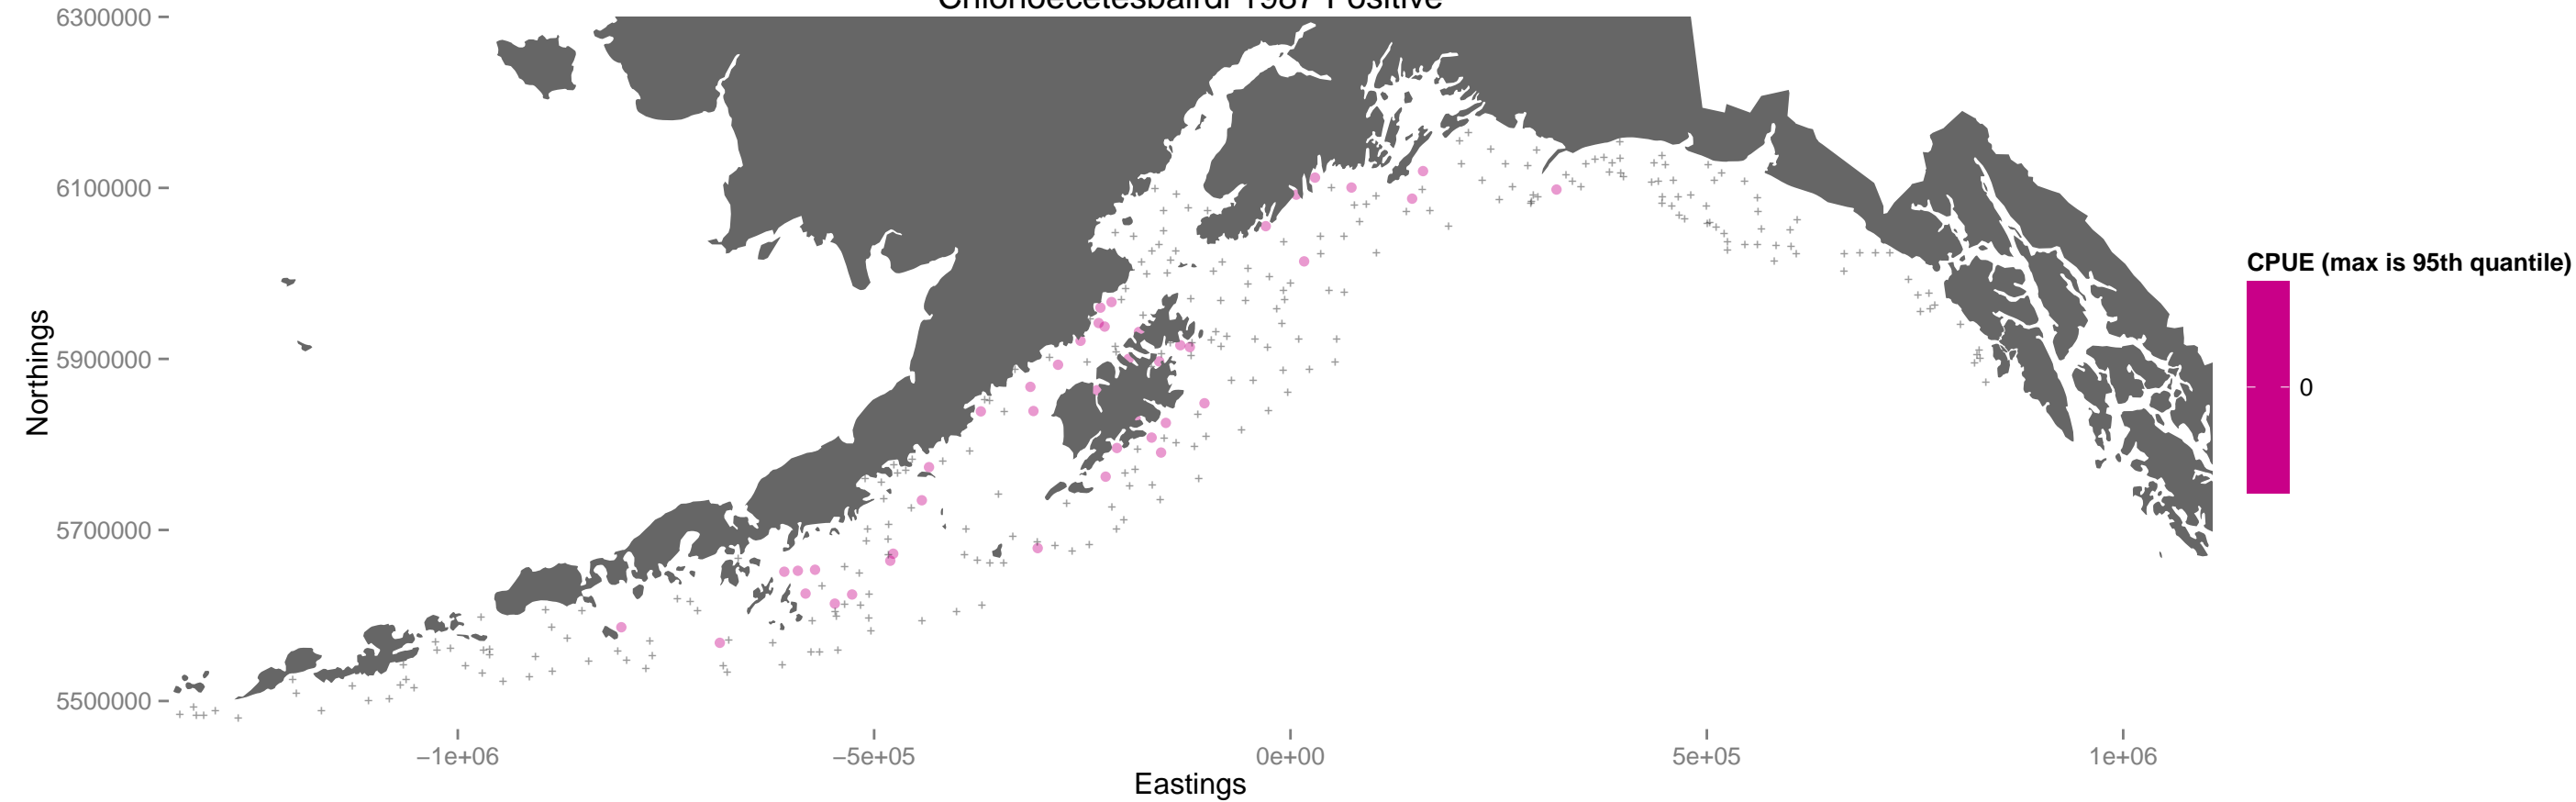 Chionoecetesbairdi 1987 Positive
6300000
6100000
5900000
5700000
5500000
Northings
−1e+06
−5e+05
0e+00
5e+05
1e+06
Eastings
CPUE (max is 95th quantile)
0